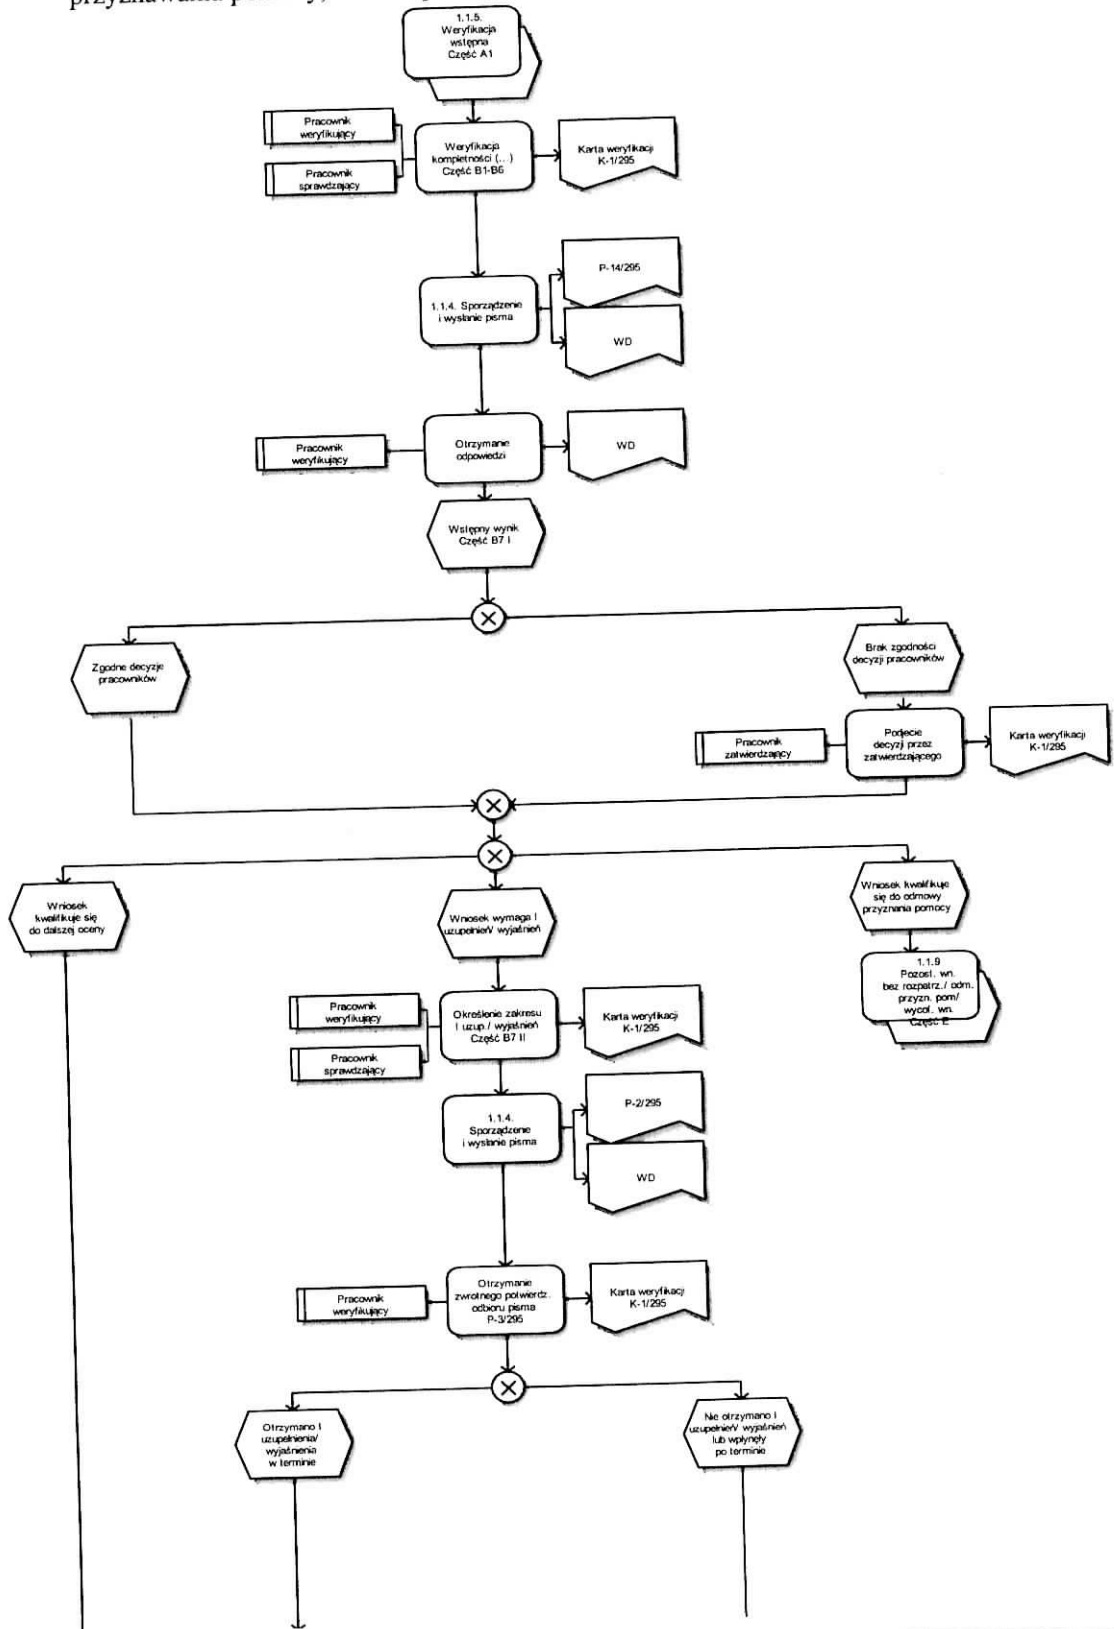 1.1.5.
Weryfikacja
wstępna
Część A1
Pracownik
weryfikujący
Pracownik
sprawdzający
Weryfikacja
kompletności (...)
Część B1-B6
Karta weryfikacji
K-1/295
1.1.4. Sporządzenie
i wysłanie pisma
P-14/295
WD
Pracownik
weryfikujący
Otrzymanie
odpowiedzi
WD
Wstępny wynik
Część B7 I
Zgodne decyzje
pracowników
Brak zgodności
decyzji pracowników
Pracownik
zatwierdzający
Podjęcie
decyzji przez
zatwierdzającego
Karta weryfikacji
K-1/295
Wniosek
kwalifikuje się
do dalszej oceny
Wniosek wymaga I
uzupełnień/ wyjaśnień
Wniosek kwalifikuje
się do odmowy
przyznania pomocy
1.1.9
Pozost. wn.
bez rozpatrz./ odm.
przyzn. pom/
wycof. wn.
Część E
Pracownik
weryfikujący
Pracownik
sprawdzający
Określenie zakresu
I uzup./ wyjaśnień
Część B7 II
Karta weryfikacji
K-1/295
1.1.4.
Sporządzenie
i wysłanie pisma
P-2/295
WD
Pracownik
weryfikujący
Otrzymanie
zwrotnego potwierdz.
odbioru pisma
P-3/295
Karta weryfikacji
K-1/295
Otrzymano I
uzupełnienia/
wyjaśnienia
w terminie
Nie otrzymano I
uzupełnień/ wyjaśnień
lub wpłynęły
po terminie